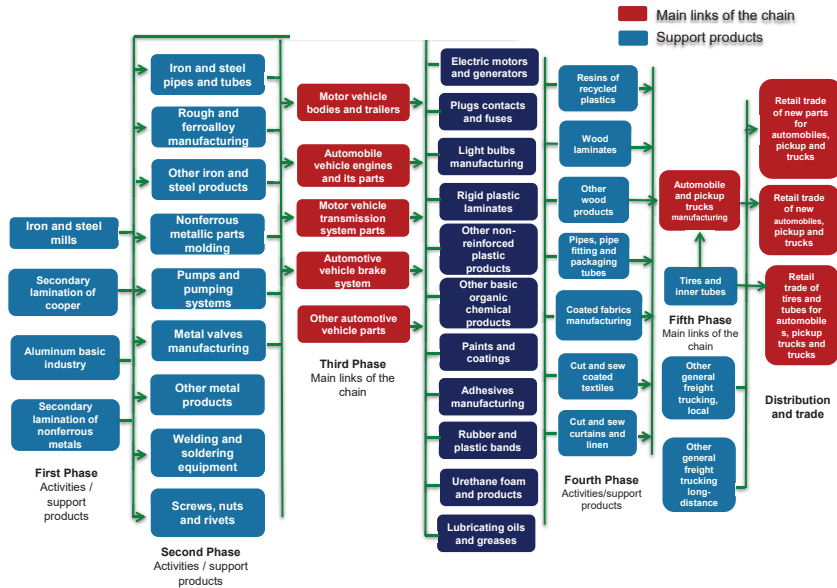 Main links of the chain
Support products
Iron and steel
mills
Secondary
lamination of
cooper
Aluminum basic
industry
Secondary
lamination of
nonferrous metals
First Phase
Activities /
support
products
Iron and steel
pipes and tubes
Rough and
ferroalloy
manufacturing
Other iron and
steel products
Nonferrous
metallic parts
molding
Pumps and
pumping
systems
Metal valves
manufacturing
Other metal
products
Welding and
soldering
equipment
Screws, nuts
and rivets
Second Phase
Activities / support
products
Motor vehicle
bodies and trailers
Automobile
vehicle engines
and its parts
Motor vehicle
transmission
system parts
Automotive
vehicle brake
system
Other automotive
vehicle parts
Third Phase
Main links of the
chain
Electric motors
and generators
Plugs contacts
and fuses
Light bulbs
manufacturing
Rigid plastic
laminates
Other non-
reinforced
plastic products
Other basic
organic
chemical products
Paints and
coatings
Adhesives
manufacturing
Rubber and
plastic bands
Urethane foam
and products
Lubricating oils
and greases
Resins of
recycled
plastics
Wood
laminates
Other
wood
products
Pipes, pipe
fitting and
packaging
tubes
Coated fabrics
manufacturing
Cut and sew
coated
textiles
Cut and sew
curtains and
linen
Fourth Phase
Activities/support
products
Automobile
and pickup
trucks
manufacturing
Tires and
inner tubes
Fifth Phase
Main links of the
chain
Other
general
freight
trucking,
local
Other
general
freight
trucking
long-
distance
Retail trade
of new parts
for
automobiles,
pickup and
trucks
Retail trade
of new
automobiles,
pickup and
trucks
Retail
trade of
tires and
tubes for
automobile
s, pickup
trucks and
trucks
Distribution
and trade